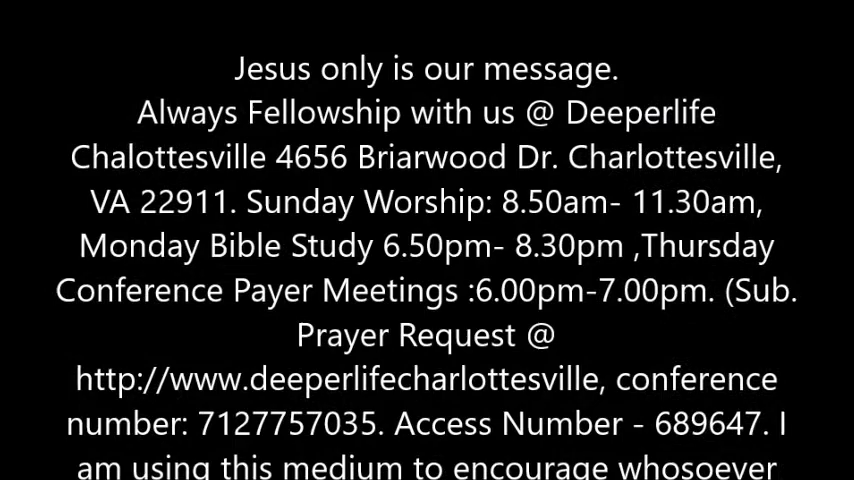 Jesus only is our message.
Always Fellowship with us @ Deeperlife
Chalottesville 4656 Briarwood Dr. Charlottesville,
VA 22911. Sunday Worship: 8.50am- 11.30am,
Monday Bible Study 6.50pm- 8.30pm ,Thursday
Conference Payer Meetings :6.00pm-7.00pm. (Sub.
Prayer Request @
http://www.deeperlifecharlottesville, conference
number: 7127757035. Access Number - 689647. I
am using this medium to encourage whosoever